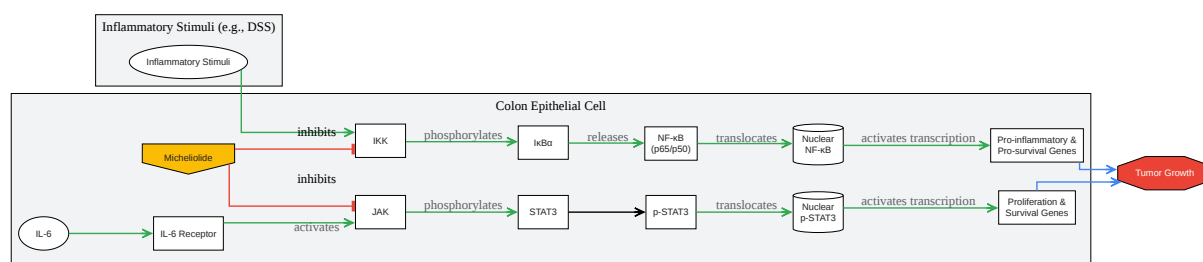 Inflammatory Stimuli (e.g., DSS)
Inflammatory Stimuli
Colon Epithelial Cell
inhibits
IKK
phosphorylates
IκBα
releases
NF-κB
(p65/p50)
translocates
Nuclear
NF-κB
activates transcription
Pro-inflammatory &
Pro-survival Genes
Micheliolide
inhibits
Tumor Growth
IL-6
IL-6 Receptor
activates
JAK
phosphorylates
STAT3
p-STAT3
translocates
Nuclear
p-STAT3
activates transcription
Proliferation &
Survival Genes